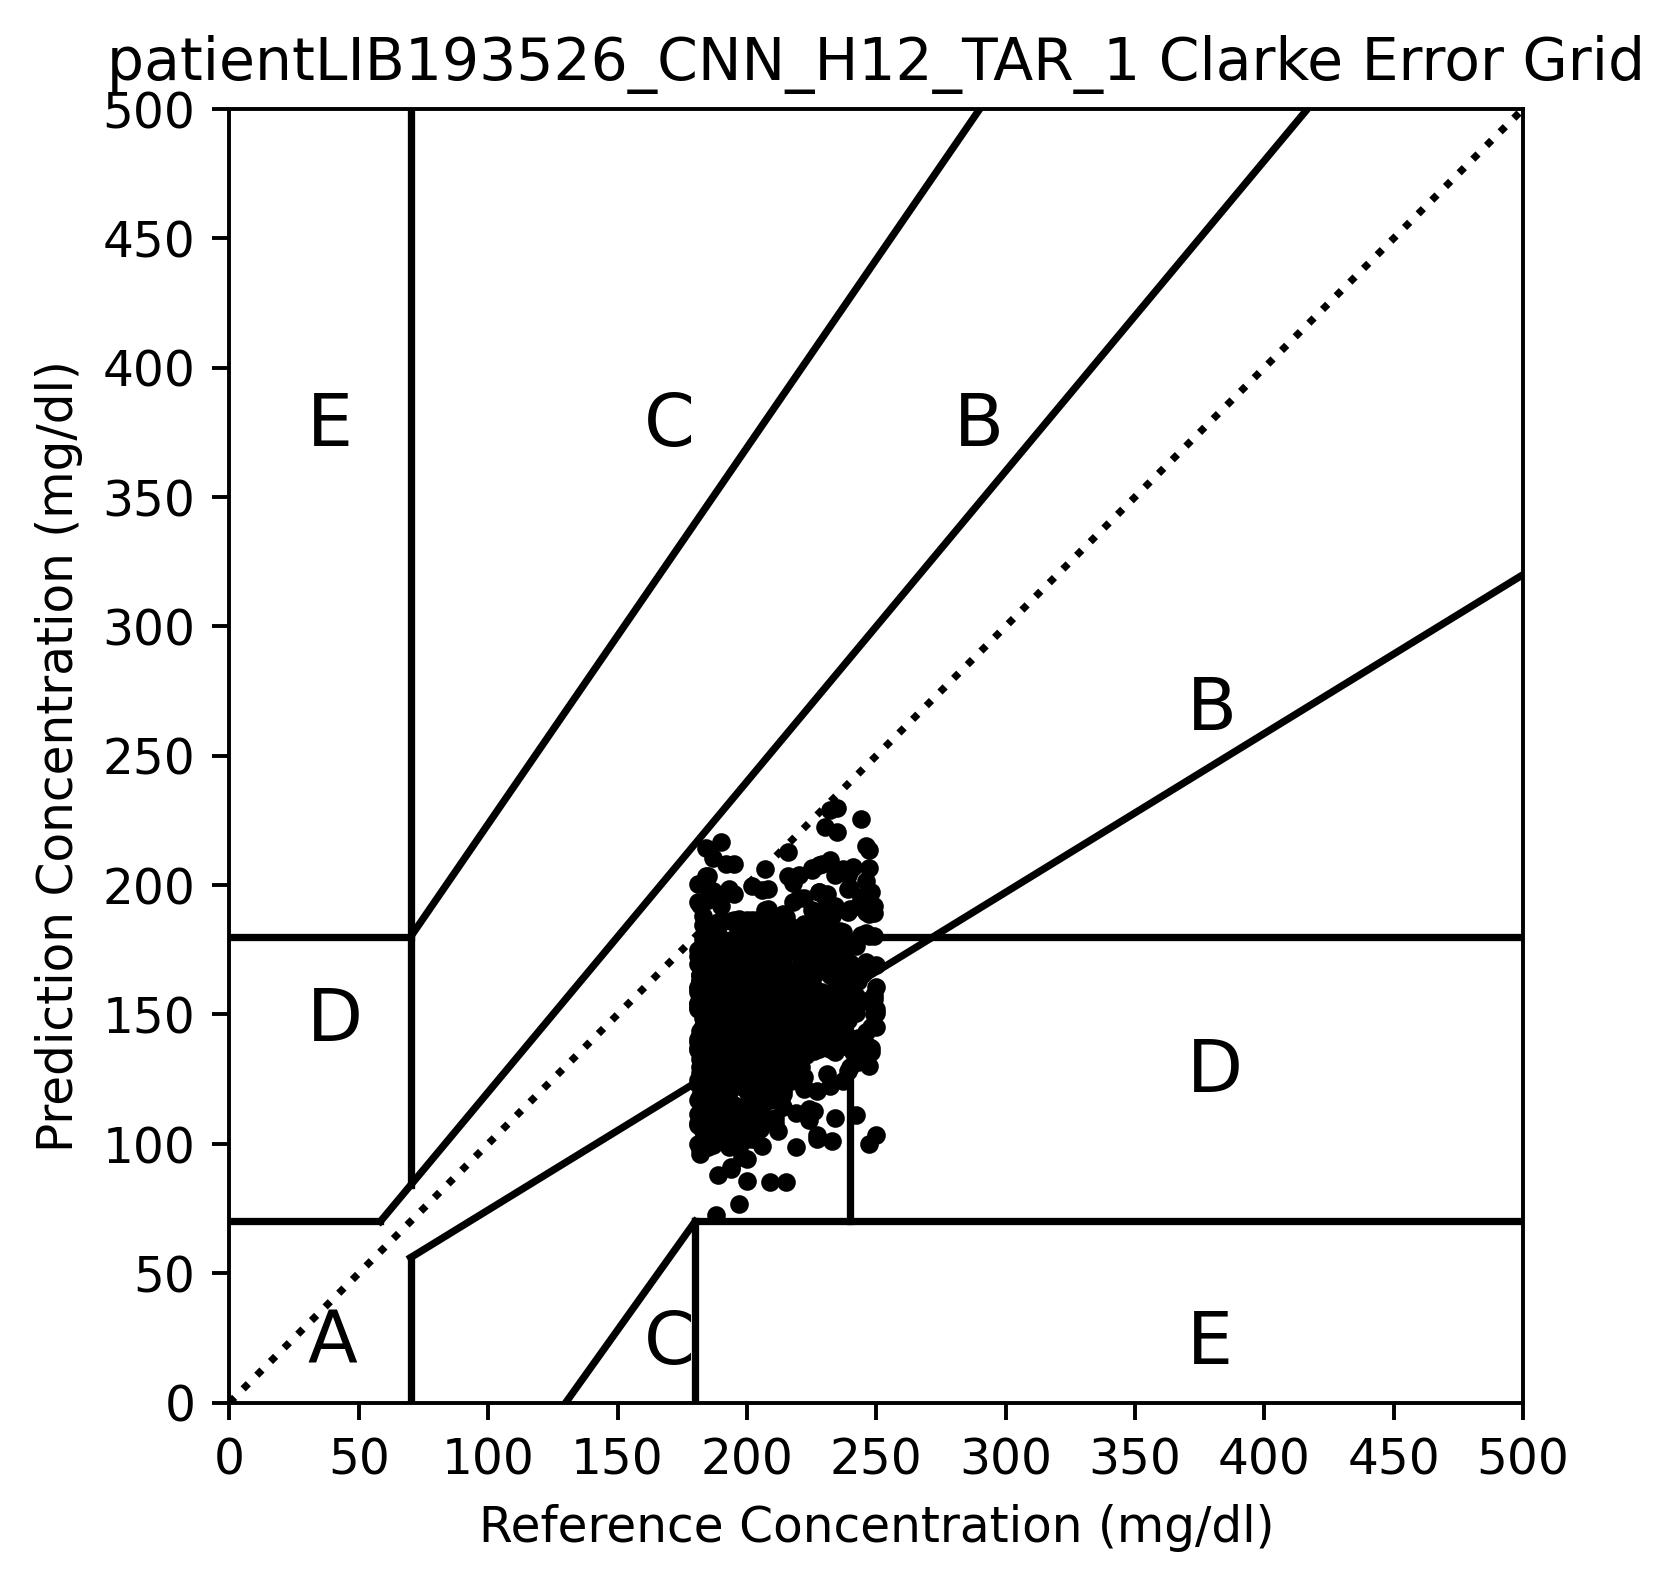 patientLIB193526_CNN_H12_TAR_1 Clarke Error Grid
500
450
400
350
300
250
200
150
100
50
0
Prediction Concentration (mg/dl)
E
C
B
B
D
D
A
C
E
0 50 100 150 200 250 300 350 400 450 500
Reference Concentration (mg/dl)